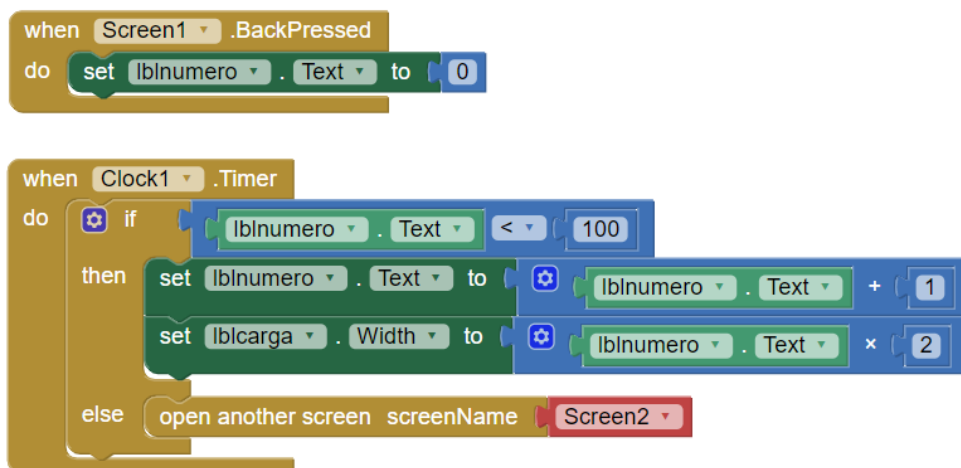 when Screen1 .BackPressed
do set lblnumero . Text to 0
when Clock1 .Timer
do if lblnumero . Text < 100
then set lblnumero . Text to lblnumero . Text + 1
set lblcarga . Width to lblnumero . Text × 2
else open another screen screenName Screen2